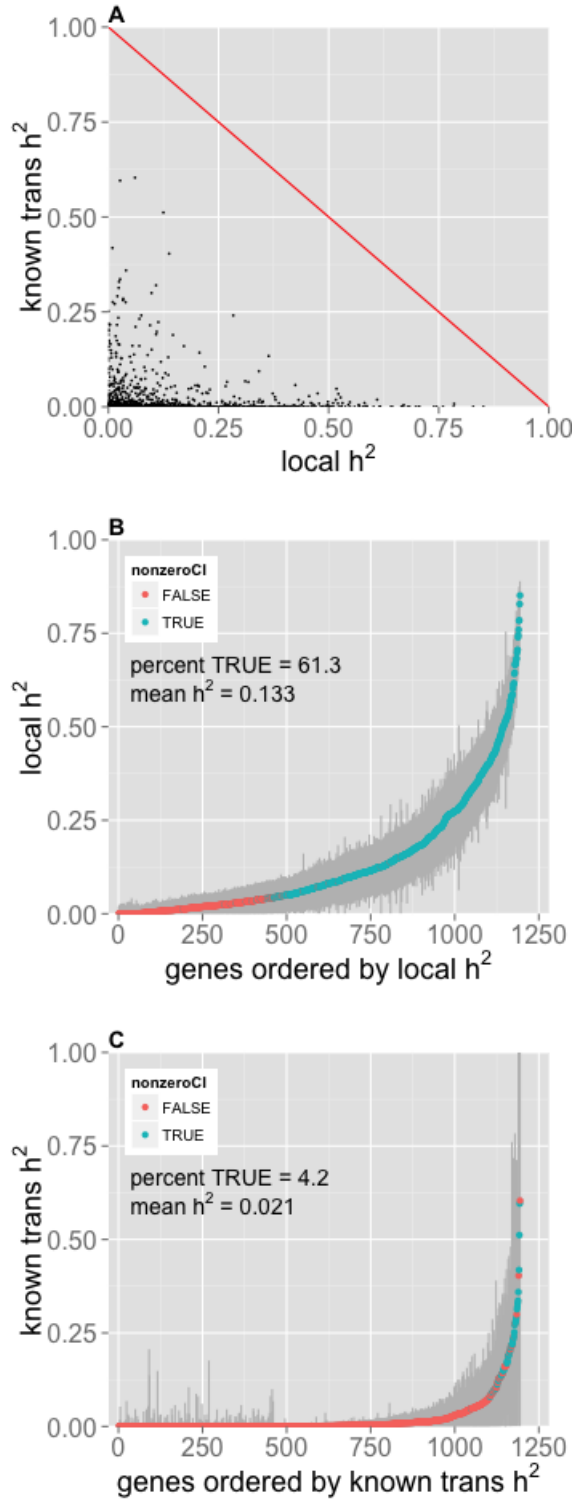 A
1.00
0.75
0.50
0.25
0.00
known trans h²
0.00 0.25 0.50 0.75 1.00
local h²
B
1.00
0.75
0.50
0.25
0.00
local h²
nonzeroCI
FALSE
TRUE
percent TRUE = 61.3
mean h² = 0.133
0 250 500 750 1000 1250
genes ordered by local h²
C
1.00
0.75
0.50
0.25
0.00
known trans h²
nonzeroCI
FALSE
TRUE
percent TRUE = 4.2
mean h² = 0.021
0 250 500 750 1000 1250
genes ordered by known trans h²